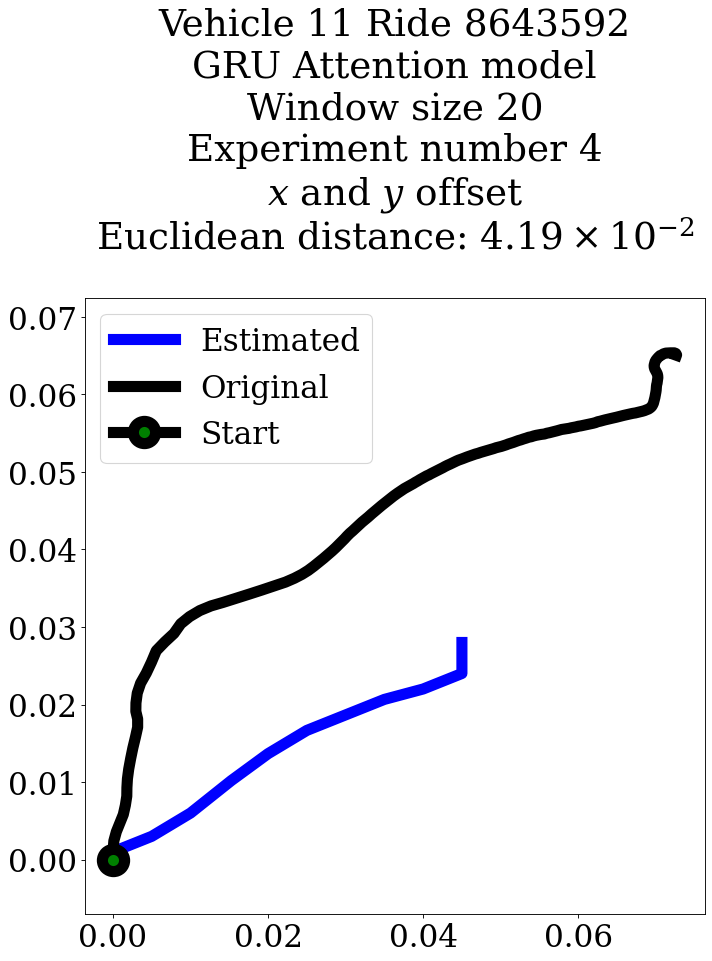 Vehicle 11 Ride 8643592
GRU Attention model
Window size 20
Experiment number 4
x and y offset
Euclidean distance: 4.19 × 10⁻²
0.07
0.06
0.05
0.04
0.03
0.02
0.01
0.00
Estimated
Original
Start
0.00 0.02 0.04 0.06